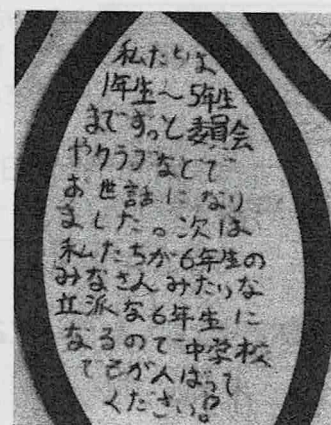 私たちは
1年生～5年生
までずっと委員会
やクラブなどで
お世話になり
ました。次は
私たちが6年生の
みなさんみたいな
立派な6年生に
なるので中学校
でもがんばって
ください!